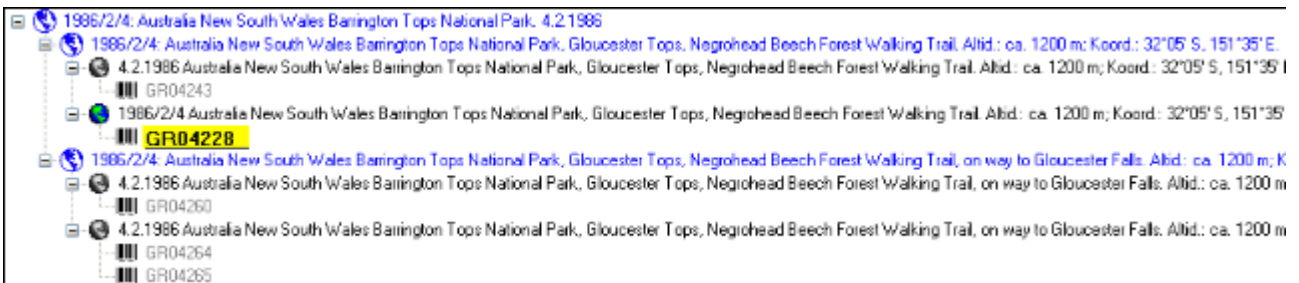 1986/2/4: Australia New South Wales Barrington Tops National Park. 4.2.1986
1986/2/4: Australia New South Wales Barrington Tops National Park, Gloucester Tops, Negrohead Beech Forest Walking Trail. Altid.: ca. 1200 m; Koord.: 32°05' S, 151°35' E.
4.2.1986 Australia New South Wales Barrington Tops National Park, Gloucester Tops, Negrohead Beech Forest Walking Trail. Altid.: ca. 1200 m; Koord.: 32°05' S, 151°35'
GR04243
1986/2/4 Australia New South Wales Barrington Tops National Park, Gloucester Tops, Negrohead Beech Forest Walking Trail. Altid.: ca. 1200 m; Koord.: 32°05' S, 151°35'
GR04228
1986/2/4: Australia New South Wales Barrington Tops National Park, Gloucester Tops, Negrohead Beech Forest Walking Trail, on way to Gloucester Falls. Altid.: ca. 1200 m; K
4.2.1986 Australia New South Wales Barrington Tops National Park, Gloucester Tops, Negrohead Beech Forest Walking Trail, on way to Gloucester Falls. Altid.: ca. 1200 m
GR04260
4.2.1986 Australia New South Wales Barrington Tops National Park, Gloucester Tops, Negrohead Beech Forest Walking Trail, on way to Gloucester Falls. Altid.: ca. 1200 m
GR04264
GR04265